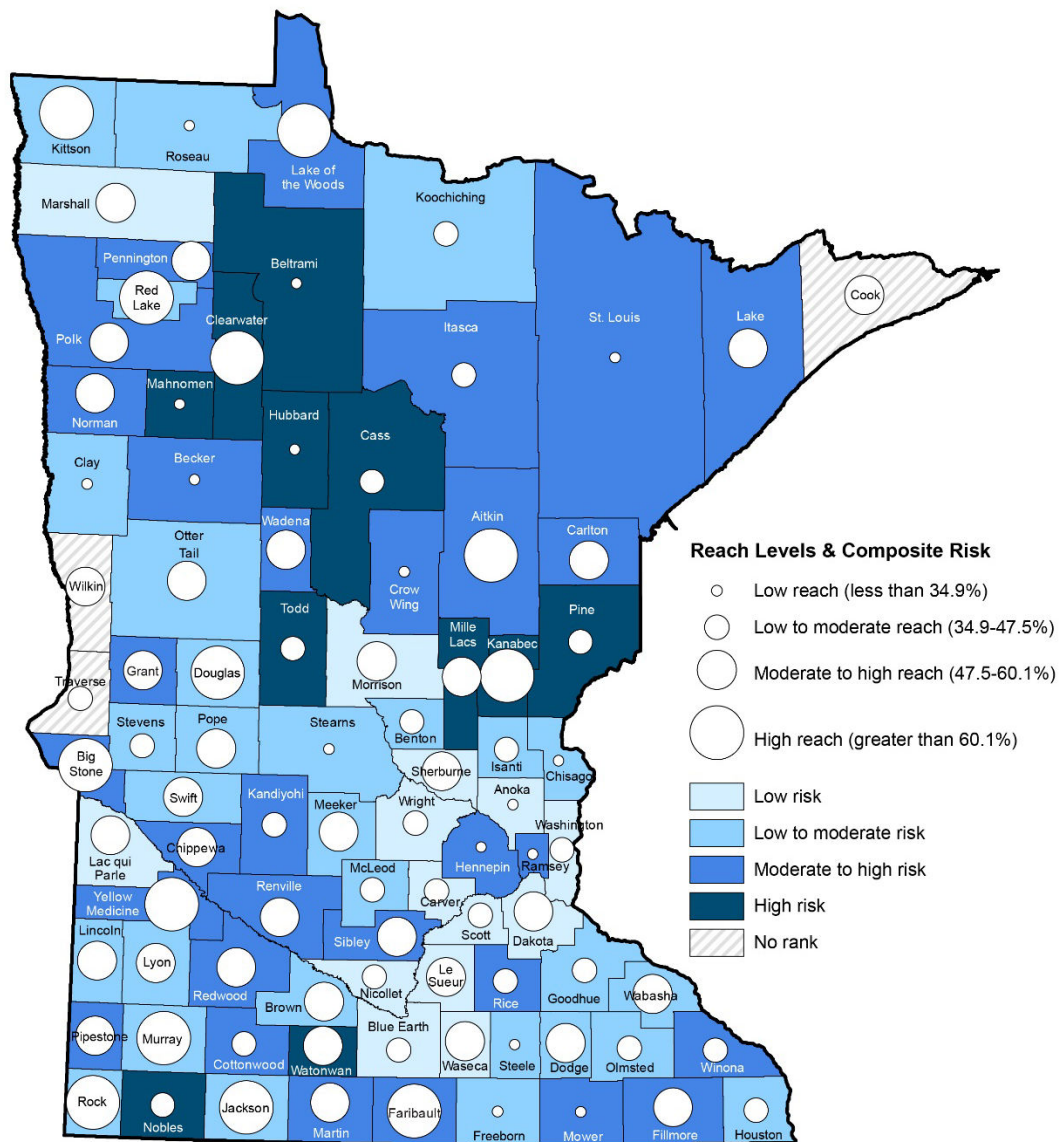 Kittson
Roseau
Lake of
the Woods
Koochiching
Marshall
Pennington
Beltrami
Red
Lake
Clearwater
Polk
Itasca
St. Louis
Lake
Cook
Mahnomen
Norman
Hubbard
Cass
Clay
Becker
Wadena
Aitkin
Carlton
Otter
Tail
Wilkin
Crow
Wing
Todd
Mille
Lacs
Kanabec
Pine
Grant
Douglas
Morrison
Traverse
Stevens
Pope
Stearns
Benton
Isanti
Chisago
Big
Stone
Swift
Kandiyohi
Meeker
Sherburne
Wright
Anoka
Washington
Lac qui
Parle
Chippewa
Hennepin
Ramsey
McLeod
Carver
Yellow
Medicine
Renville
Sibley
Scott
Dakota
Lincoln
Lyon
Redwood
Brown
Nicollet
Le
Sueur
Rice
Goodhue
Wabasha
Pipestone
Murray
Cottonwood
Watonwan
Blue Earth
Waseca
Steele
Dodge
Olmsted
Winona
Rock
Nobles
Jackson
Martin
Faribault
Freeborn
Mower
Fillmore
Houston
Reach Levels & Composite Risk
Low reach (less than 34.9%)
Low to moderate reach (34.9-47.5%)
Moderate to high reach (47.5-60.1%)
High reach (greater than 60.1%)
Low risk
Low to moderate risk
Moderate to high risk
High risk
No rank